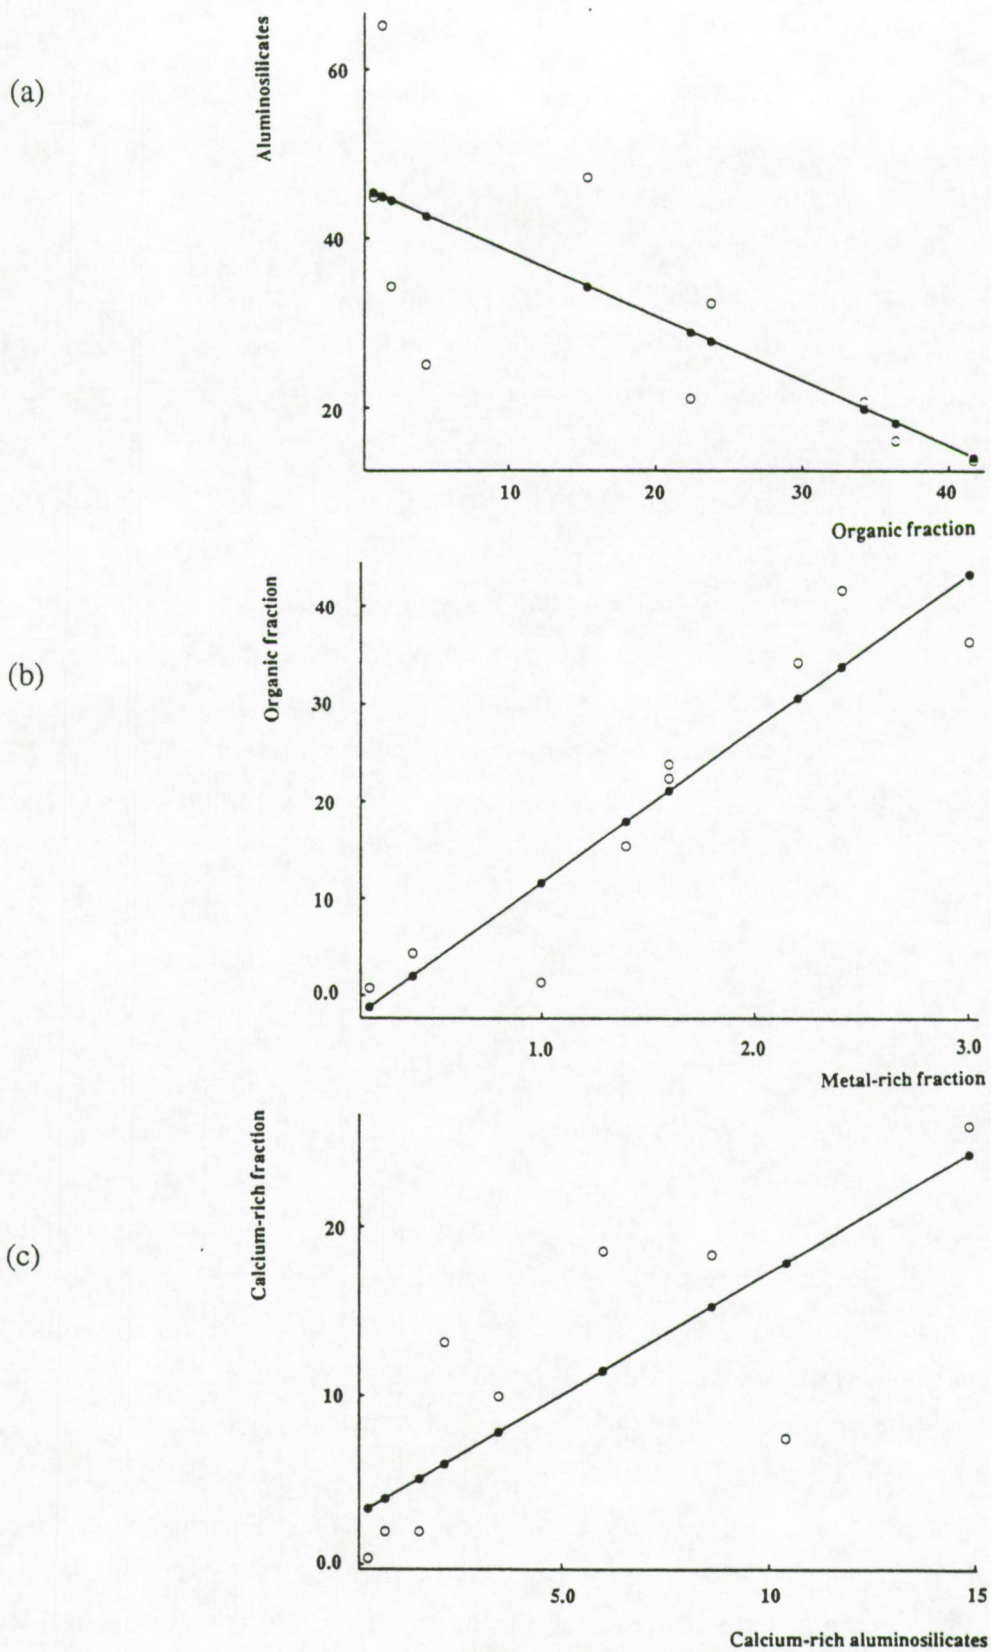 (a)
Aluminosilicates
60
40
20
10 20 30 40
Organic fraction
(b)
Organic fraction
40
30
20
10
0.0
1.0 2.0 3.0
Metal-rich fraction
(c)
Calcium-rich fraction
20
10
0.0
5.0 10 15
Calcium-rich aluminosilicates